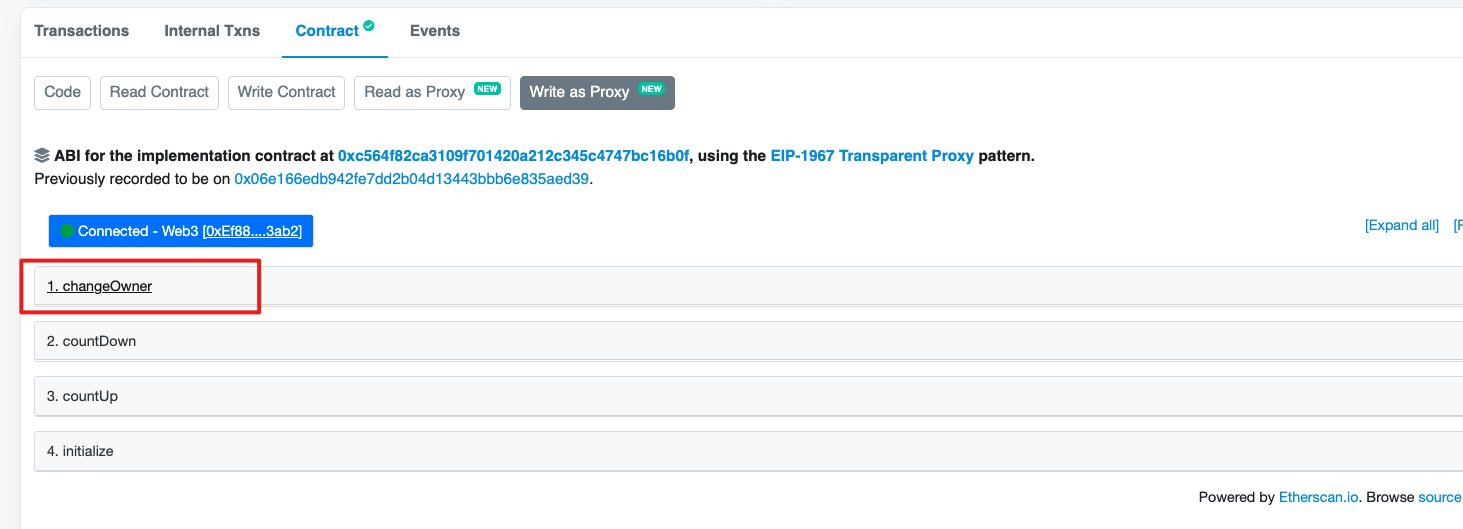 Transactions Internal Txns Contract Events
Code Read Contract Write Contract Read as Proxy NEW Write as Proxy NEW
ABI for the implementation contract at 0xc564f82ca3109f701420a212c345c4747bc16b0f, using the EIP-1967 Transparent Proxy pattern.
Previously recorded to be on 0x06e166edb942fe7dd2b04d13443bbb6e835aed39.
Connected - Web3 [0xEf88....3ab2] [Expand all]
1. changeOwner
2. countDown
3. countUp
4. initialize
Powered by Etherscan.io. Browse source